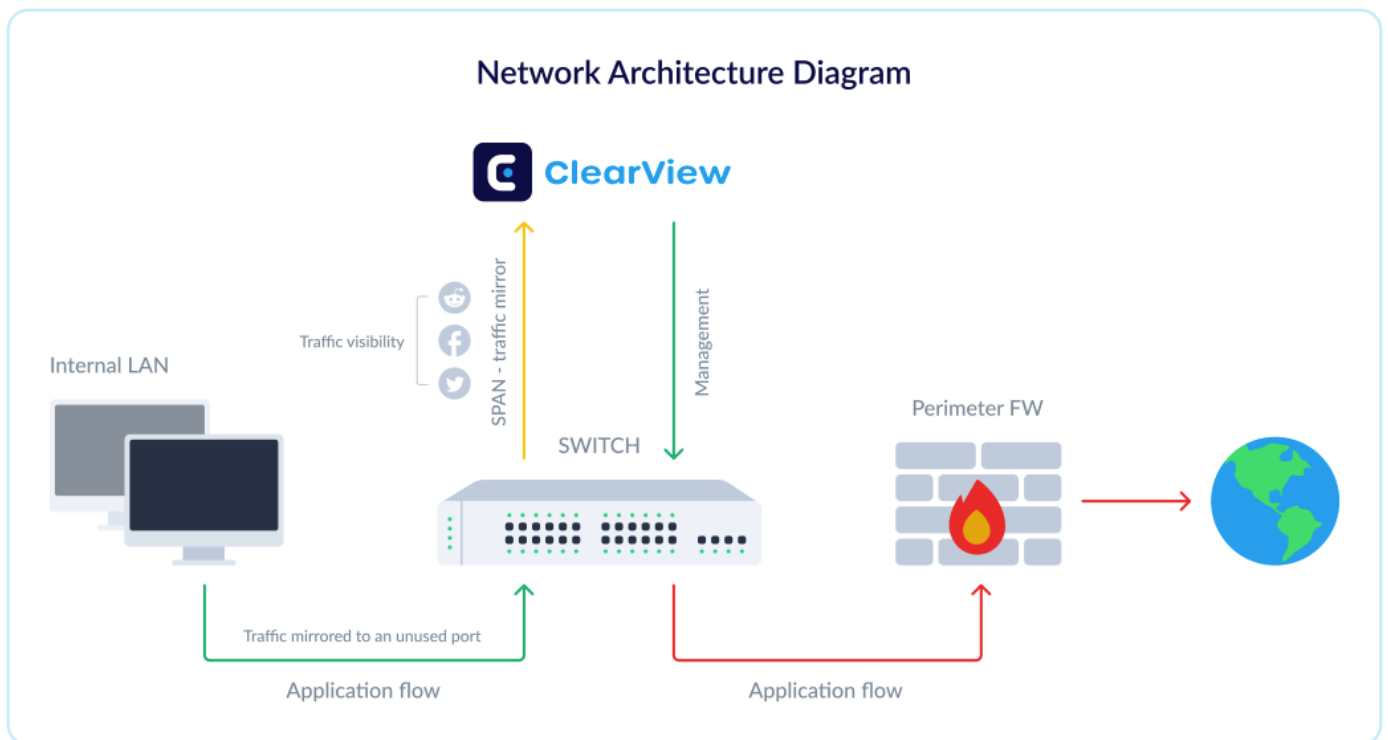 Network Architecture Diagram
ClearView
Traffic visibility
SPAN - traffic mirror
Management
Internal LAN
SWITCH
Perimeter FW
Traffic mirrored to an unused port
Application flow
Application flow